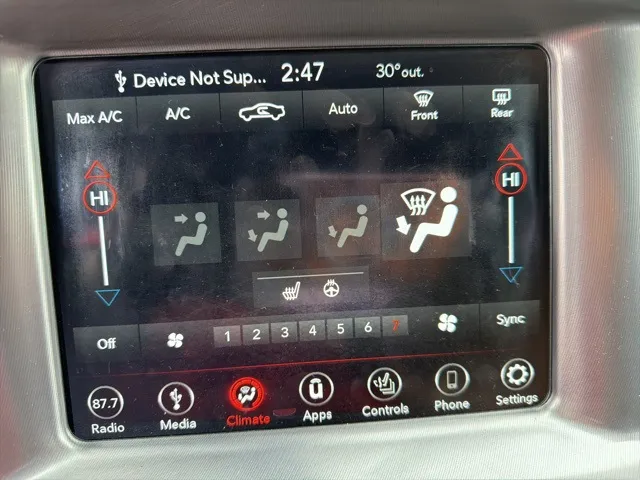 Device Not Sup... 2:47 30°out.
Max A/C A/C Auto Front Rear
HI HI
Off 1 2 3 4 5 6 7 Sync
87.7
Radio Media Climate Apps Controls Phone Settings